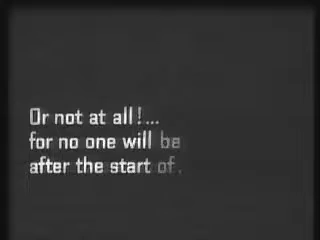 Or not at all!...
for no one will be
after the start of